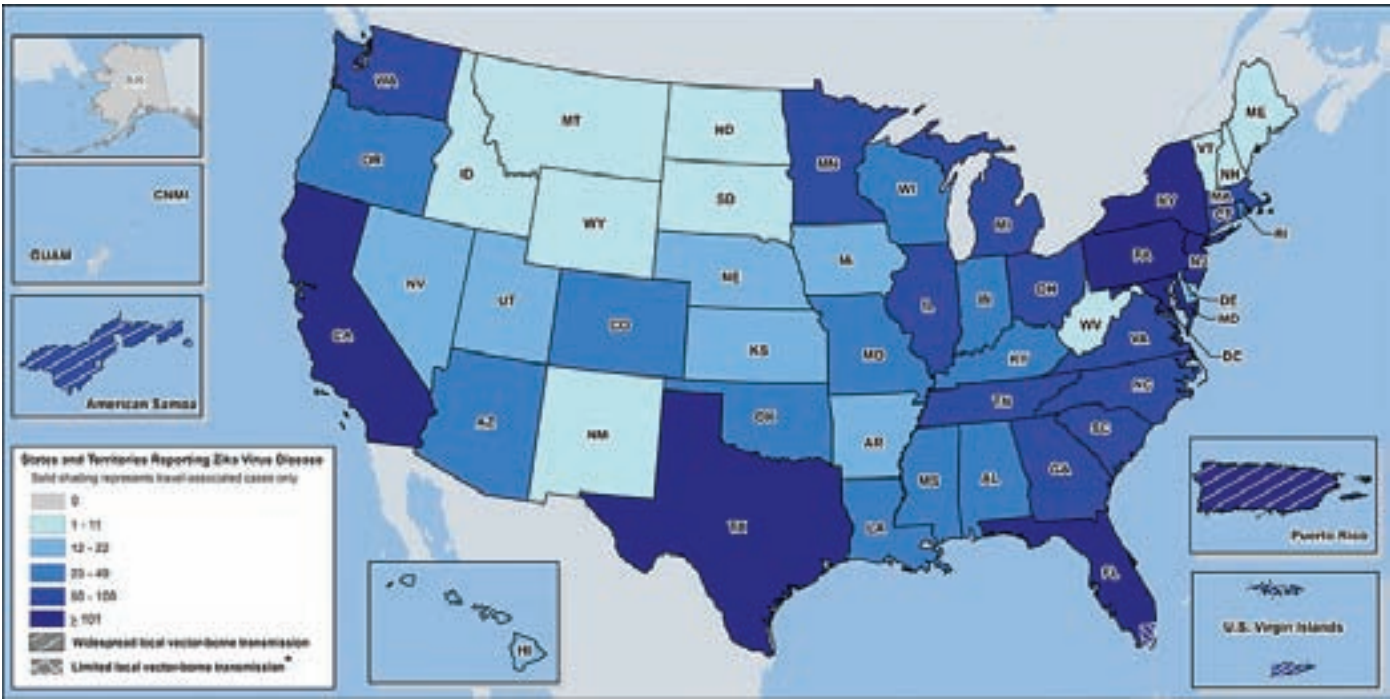 AK
CNMI
GUAM
American Samoa
WA
OR
CA
ID
NV
MT
WY
UT
AZ
CO
NM
ND
SD
NE
KS
OK
TX
MN
IA
MO
AR
LA
WI
IL
MS
MI
IN
KY
TN
AL
OH
WV
VA
NC
SC
GA
FL
PA
NY
VT
NH
ME
MA
CT
RI
NJ
DE
MD
DC
HI
Puerto Rico
U.S. Virgin Islands
States and Territories Reporting Zika Virus Disease
Solid shading represents travel-associated cases only
0
1 - 11
12 - 22
≥ 101
Widespread local vector-borne transmission
Limited local vector-borne transmission*